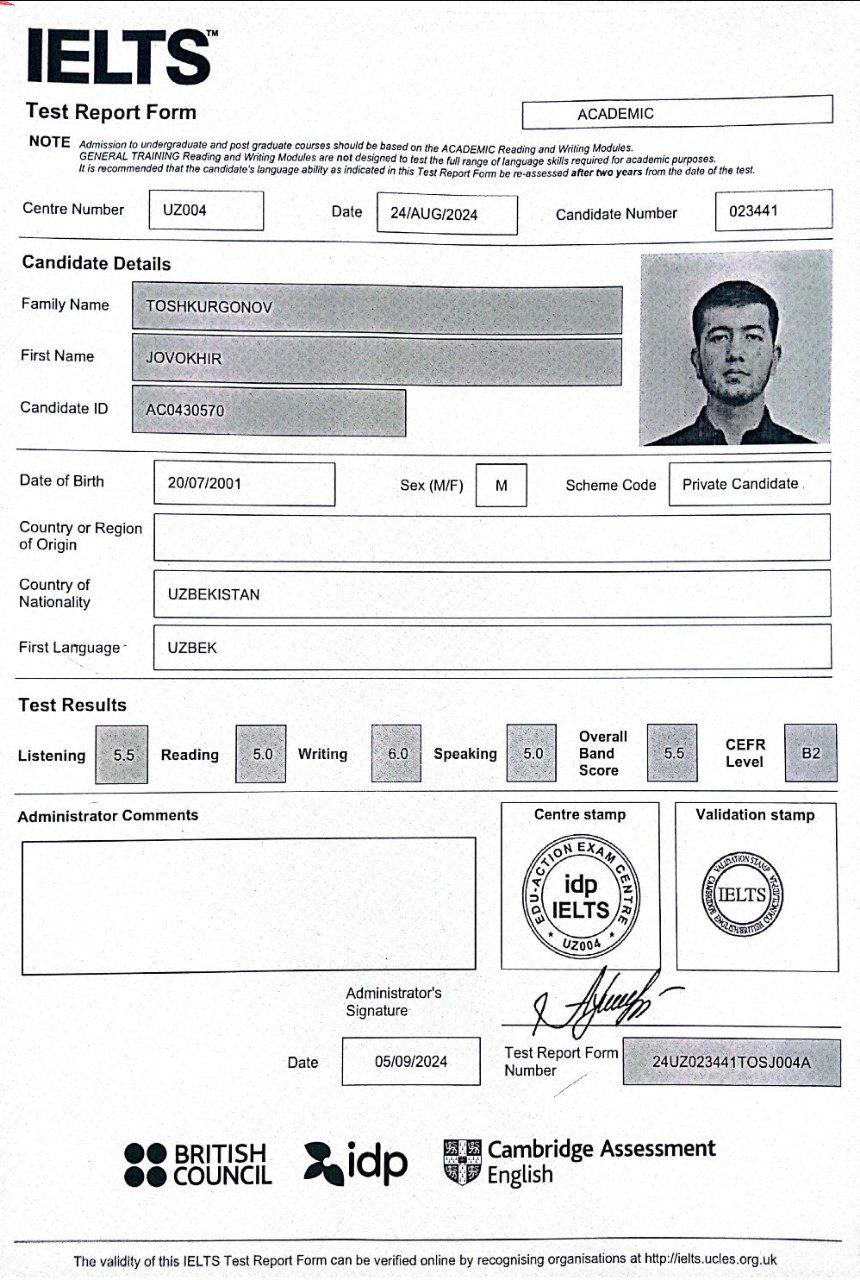 IELTS™
Test Report Form
ACADEMIC
NOTE Admission to undergraduate and post graduate courses should be based on the ACADEMIC Reading and Writing Modules.
GENERAL TRAINING Reading and Writing Modules are not designed to test the full range of language skills required for academic purposes.
It is recommended that the candidate's language ability as indicated in this Test Report Form be re-assessed after two years from the date of the test.
Centre Number UZ004 Date 24/AUG/2024 Candidate Number 023441
Candidate Details
Family Name TOSHKURGONOV
First Name JOVOKHIR
Candidate ID AC0430570
Date of Birth 20/07/2001 Sex (M/F) M Scheme Code Private Candidate
Country or Region
of Origin
Country of
Nationality
UZBEKISTAN
First Language UZBEK
Test Results
Listening 5.5 Reading 5.0 Writing 6.0 Speaking 5.0
Overall
Band
Score
5.5
CEFR
Level
B2
Administrator Comments
Centre stamp
EDU-ACTION EXAM CENTRE
idp
IELTS
UZ004
Validation stamp
VALIDATION STAMP
IELTS
Administrator's
Signature
Date 05/09/2024
Test Report Form
Number
24UZ023441TOSJ004A
BRITISH
COUNCIL
idp
Cambridge Assessment
English
The validity of this IELTS Test Report Form can be verified online by recognising organisations at http://ielts.ucles.org.uk